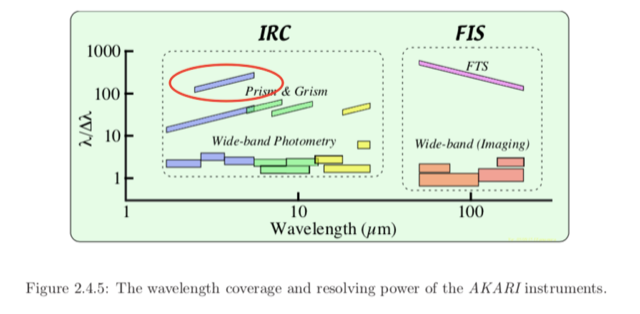 IRC
FIS
1000
100
10
1
λ/Δλ
FTS
Prism & Grism
Wide-band Photometry
Wide-band (Imaging)
1
10
100
Wavelength (μm)
Figure 2.4.5: The wavelength coverage and resolving power of the AKARI instruments.